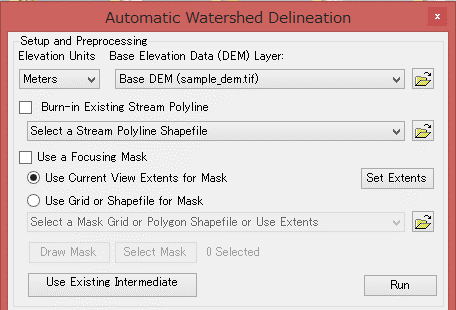 Automatic Watershed Delineation
x
Setup and Preprocessing
Elevation Units Base Elevation Data (DEM) Layer:
Meters Base DEM (sample_dem.tif)
Burn-in Existing Stream Polyline
Select a Stream Polyline Shapefile
Use a Focusing Mask
Use Current View Extents for Mask Set Extents
Use Grid or Shapefile for Mask
Select a Mask Grid or Polygon Shapefile or Use Extents
Draw Mask Select Mask 0 Selected
Use Existing Intermediate Run